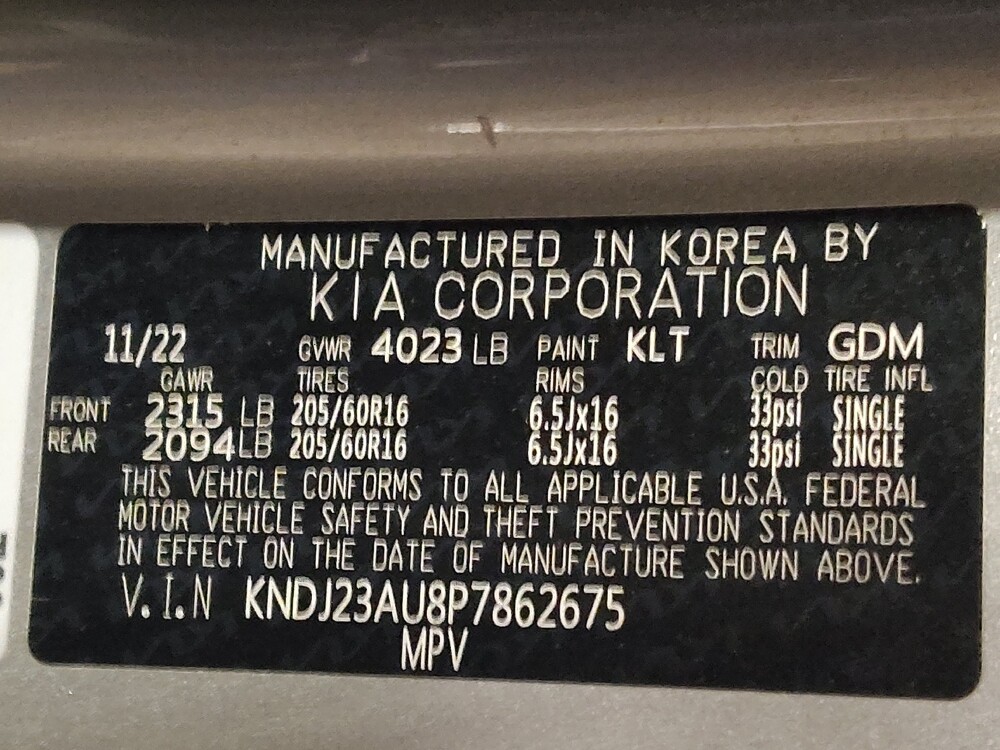 MANUFACTURED IN KOREA BY
KIA CORPORATION
11/22 GVWR 4023 LB PAINT KLT TRIM GDM
GAWR TIRES RIMS COLD TIRE INFL
FRONT 2315 LB 205/60R16 6.5Jx16 33psi SINGLE
REAR 2094 LB 205/60R16 6.5Jx16 33psi SINGLE
THIS VEHICLE CONFORMS TO ALL APPLICABLE U.S.A. FEDERAL
MOTOR VEHICLE SAFETY AND THEFT PREVENTION STANDARDS
IN EFFECT ON THE DATE OF MANUFACTURE SHOWN ABOVE.
V.I.N KNDJ23AU8P7862675
MPV